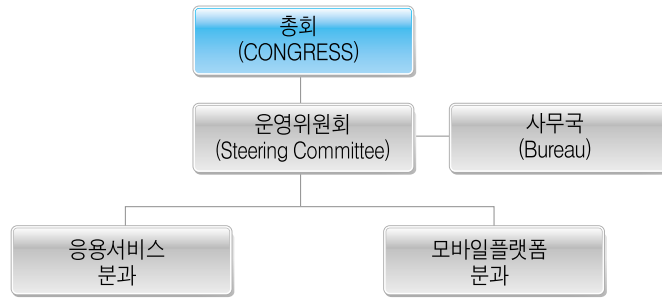 총회
(CONGRESS)
운영위원회
(Steering Committee)
사무국
(Bureau)
응용서비스
분과
모바일플랫폼
분과